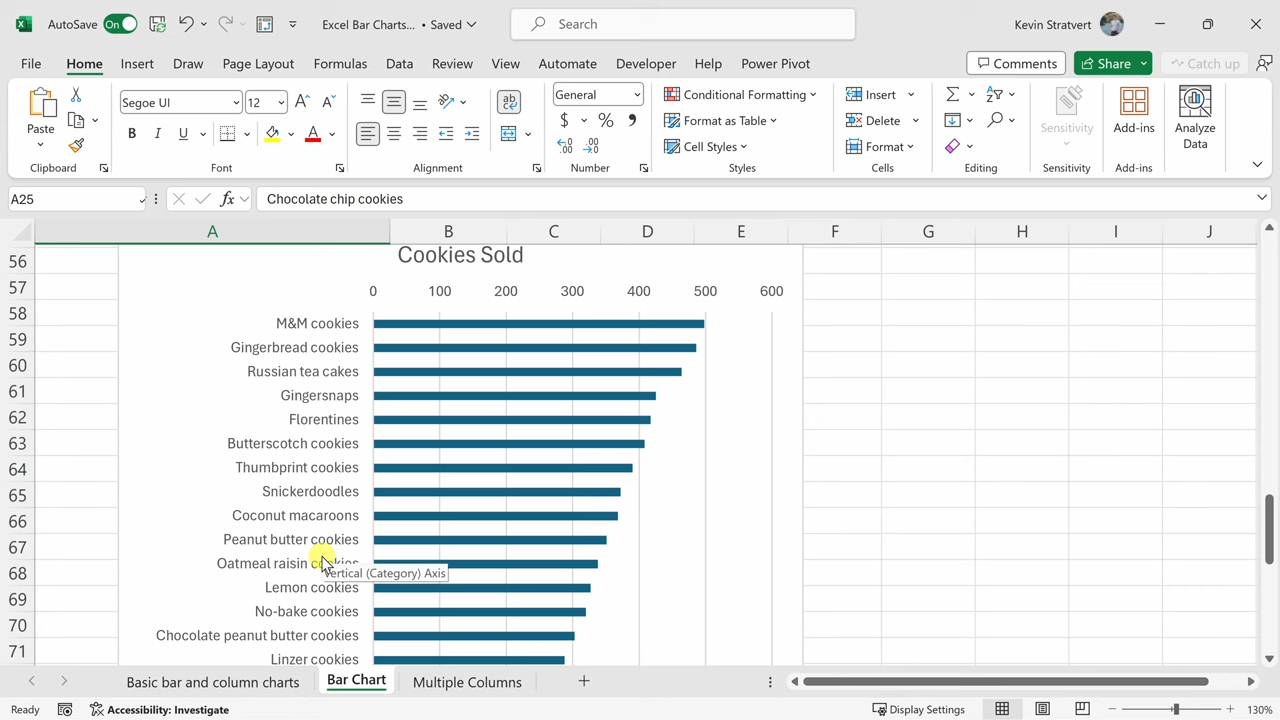 AutoSave On Excel Bar Charts... • Saved Search Kevin Stratvert
File Home Insert Draw Page Layout Formulas Data Review View Automate Developer Help Power Pivot Comments Share Catch up
Segoe UI 12 General Conditional Formatting Insert
Paste B I U $ % , Format as Table Delete Sensitivity Add-ins Analyze Data
Cell Styles Format
Clipboard Font Alignment Number Styles Cells Editing Sensitivity Add-ins
A25 fx Chocolate chip cookies
A B C D E F G H I J
Cookies Sold
56
57 0 100 200 300 400 500 600
58 M&M cookies
59 Gingerbread cookies
60 Russian tea cakes
61 Gingersnaps
62 Florentines
63 Butterscotch cookies
64 Thumbprint cookies
65 Snickerdoodles
66 Coconut macaroons
67 Peanut butter cookies
68 Oatmeal raisin cookies
Vertical (Category) Axis
69 Lemon cookies
70 No-bake cookies
Chocolate peanut butter cookies
71 Linzer cookies
Basic bar and column charts Bar Chart Multiple Columns
Ready Accessibility: Investigate Display Settings 130%